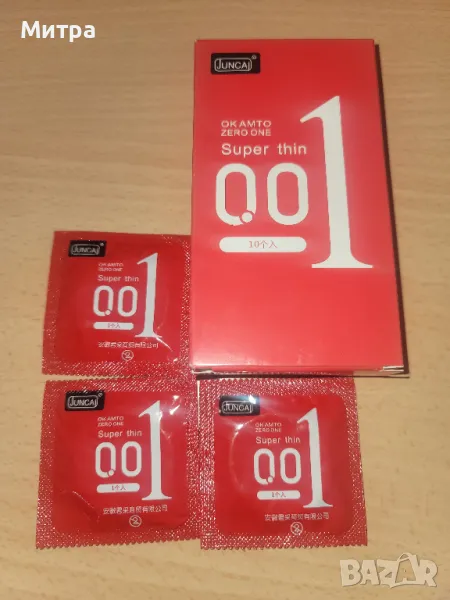 Митра
JUNCAI®
OKAMTO
ZERO ONE
Super thin
0.01
10个入
JUNCAI
OKAMTO
ZERO ONE
Super thin
0.01
1个入
JUNCAI
OKAMTO
ZERO ONE
Super thin
0.01
1个入
JUNCAI
OKAMTO
ZERO ONE
Super thin
0.01
1个入
BAZAR